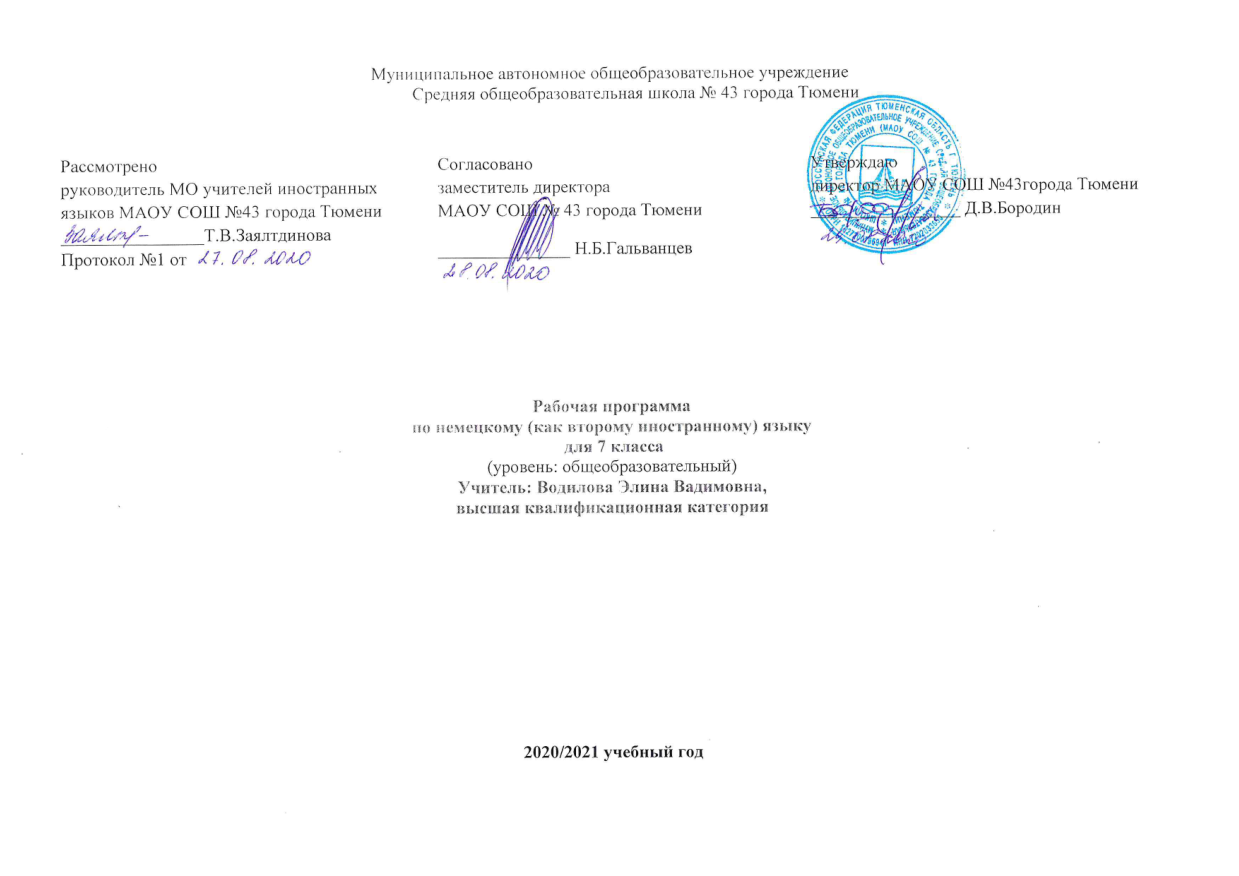 Муниципальное автономное общеобразовательное учреждение
Средняя общеобразовательная школа № 43 города Тюмени
Рассмотрено
руководитель МО учителей иностранных
языков МАОУ СОШ №43 города Тюмени
Т.В.Заялтдинова
Протокол №1 от 27.08.2020
Согласовано
заместитель директора
МАОУ СОШ № 43 города Тюмени
Н.Б.Гальванцев
28.08.2020
Утверждаю
директор МАОУ СОШ №43города Тюмени
Д.В.Бородин
Рабочая программа
по немецкому (как второму иностранному) языку
для 7 класса
(уровень: общеобразовательный)
Учитель: Водилова Элина Вадимовна,
высшая квалификационная категория
2020/2021 учебный год